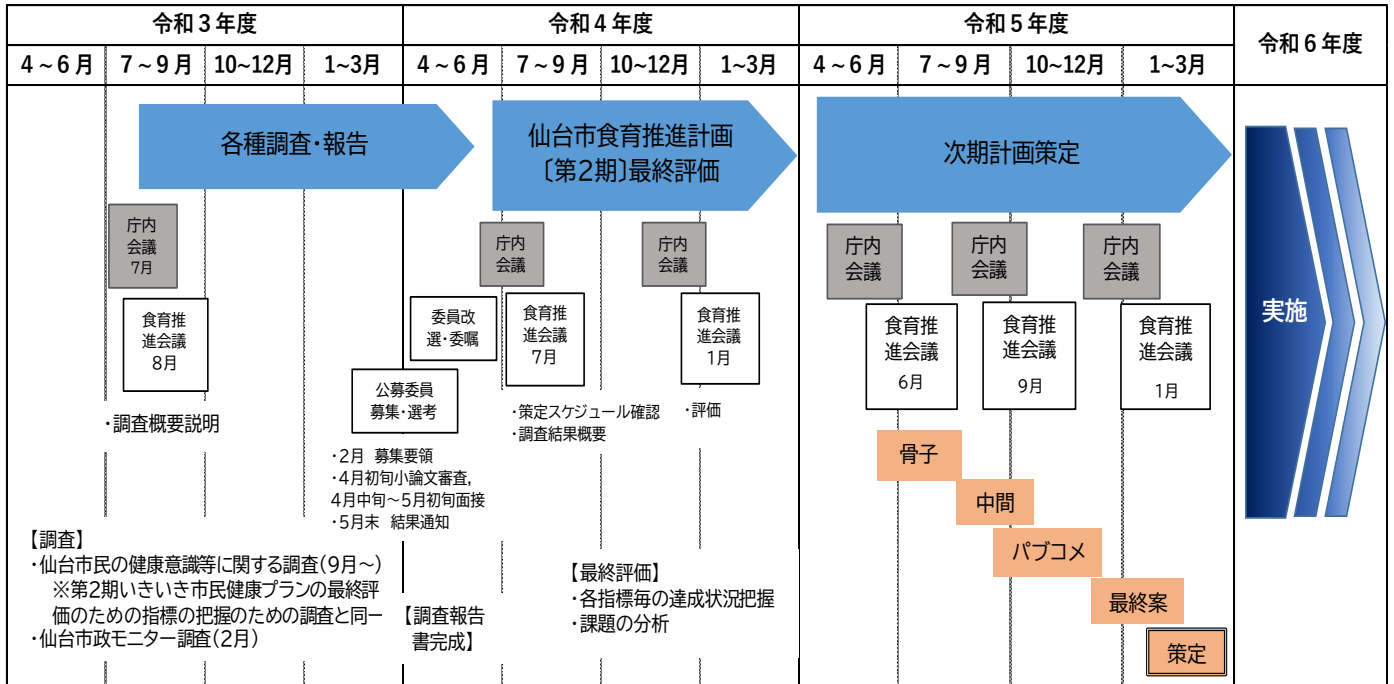 令和3年度
令和4年度
令和5年度
令和6年度
4～6月
7～9月
10~12月
1~3月
4～6月
7～9月
10~12月
1~3月
4～6月
7～9月
10~12月
1~3月
各種調査・報告
仙台市食育推進計画
〔第2期〕最終評価
次期計画策定
庁内
会議
7月
食育推
進会議
8月
・調査概要説明
委員改
選・委嘱
公募委員
募集・選考
・2月 募集要領
・4月初旬小論文審査,
4月中旬～5月初旬面接
・5月末 結果通知
庁内
会議
食育推
進会議
7月
・策定スケジュール確認
・調査結果概要
庁内
会議
食育推
進会議
1月
・評価
庁内
会議
食育推
進会議
6月
庁内
会議
食育推
進会議
9月
庁内
会議
食育推
進会議
1月
骨子
中間
パブコメ
最終案
策定
実施
【調査】
・仙台市民の健康意識等に関する調査(9月～)
※第2期いきいき市民健康プランの最終評
価のための指標の把握のための調査と同一
・仙台市政モニター調査(2月)
【調査報告
書完成】
【最終評価】
・各指標毎の達成状況把握
・課題の分析